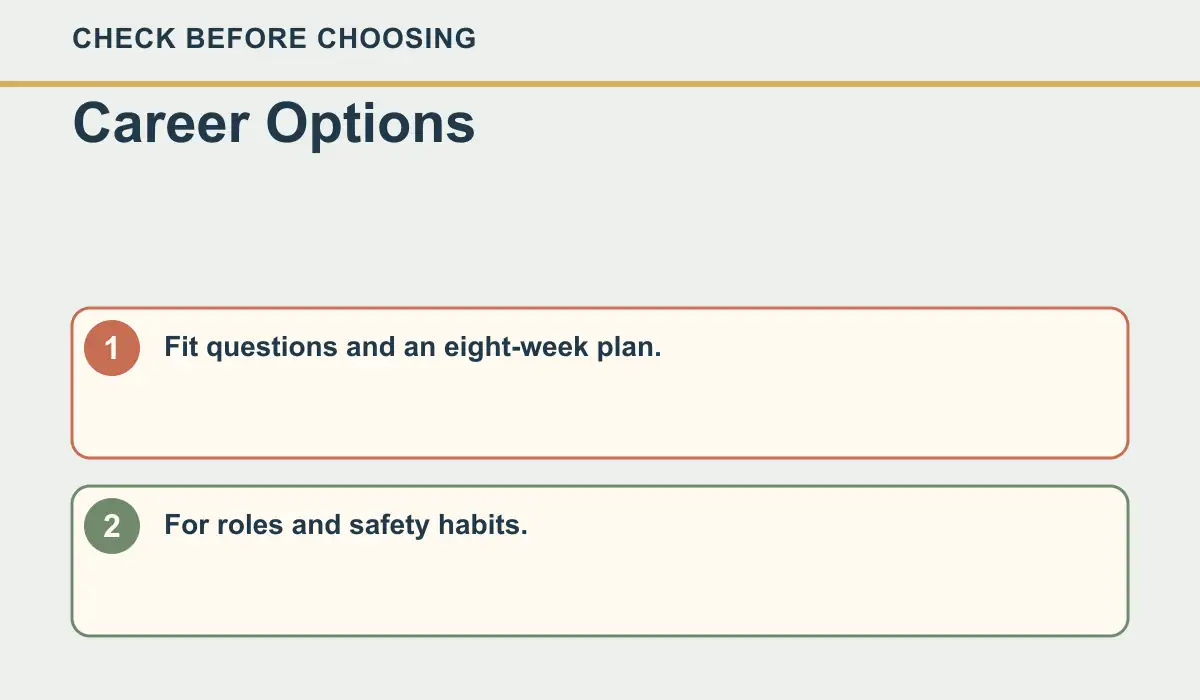 CHECK BEFORE CHOOSING
Career Options
1 Fit questions and an eight-week plan.
2 For roles and safety habits.